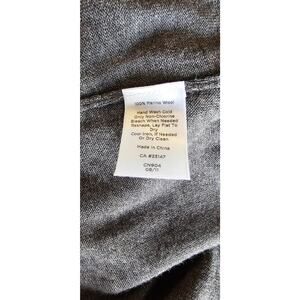 100% Merino Wool
Hand Wash Cold
Only Non-Chlorine
Bleach When Needed
Reshape, Lay Flat To
Dry
Cool Iron, If Needed
Or Dry Clean
Made in China
CA #33147
CN904
08/11